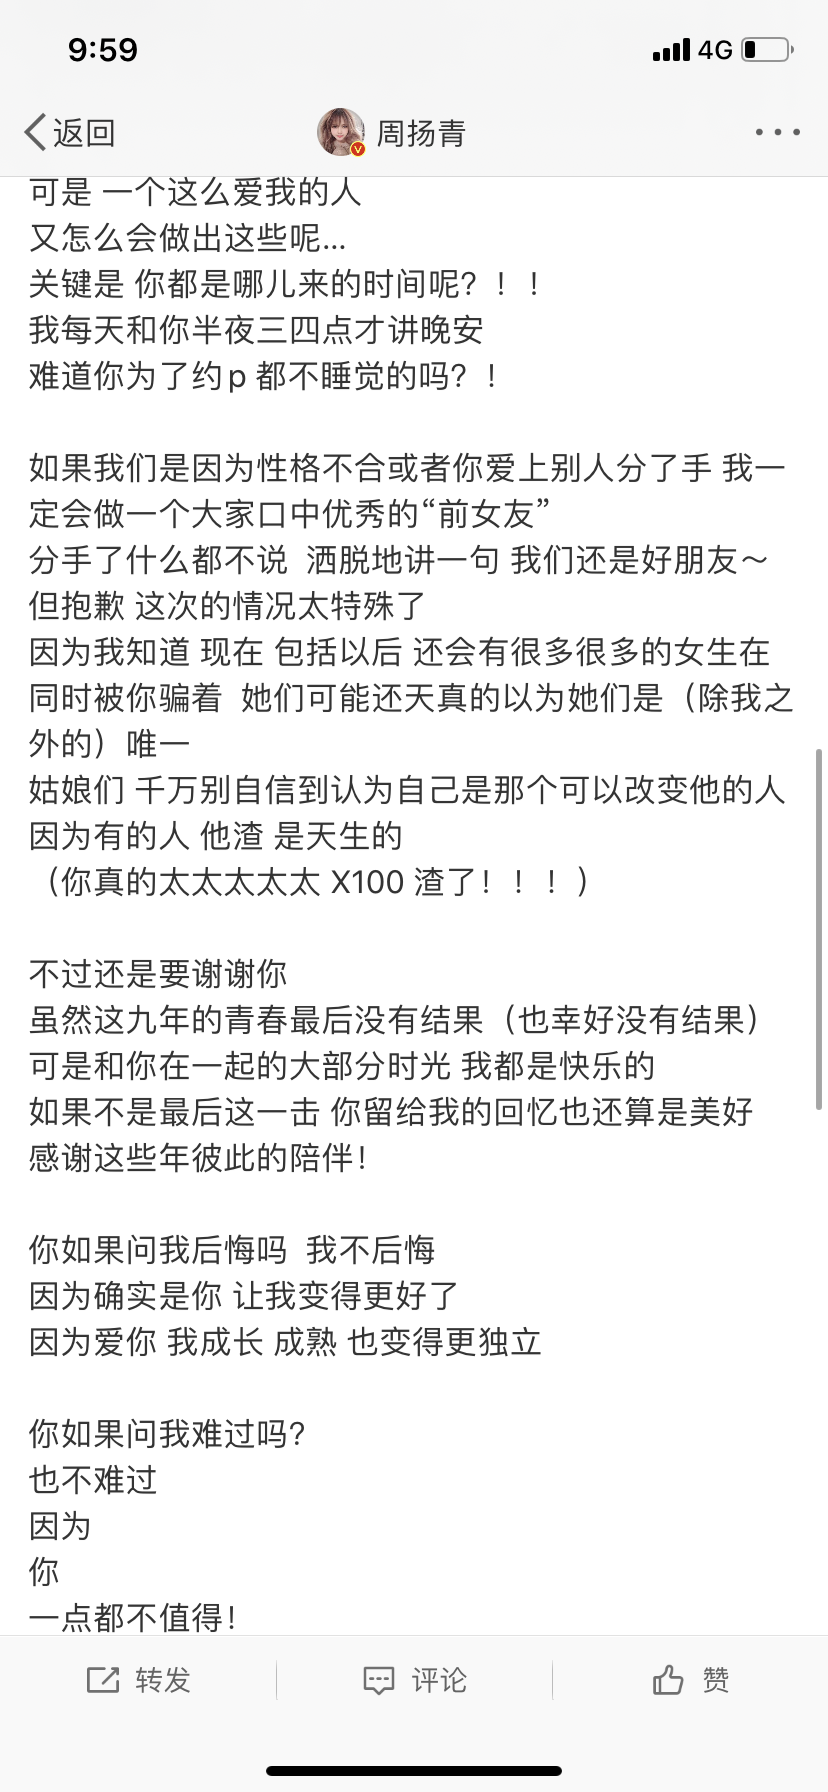 9:59
4G
返回
周扬青
可是 一个这么爱我的人
又怎么会做出这些呢...
关键是 你都是哪儿来的时间呢？！！
我每天和你半夜三四点才讲晚安
难道你为了约p 都不睡觉的吗？！
如果我们是因为性格不合或者你爱上别人分了手 我一
定会做一个大家口中优秀的“前女友”
分手了什么都不说  洒脱地讲一句 我们还是好朋友～
但抱歉 这次的情况太特殊了
因为我知道 现在 包括以后 还会有很多很多的女生在
同时被你骗着  她们可能还天真的以为她们是（除我之
外的）唯一
姑娘们 千万别自信到认为自己是那个可以改变他的人
因为有的人 他渣 是天生的
（你真的太太太太太 X100 渣了！！！）
不过还是要谢谢你
虽然这九年的青春最后没有结果（也幸好没有结果）
可是和你在一起的大部分时光 我都是快乐的
如果不是最后这一击 你留给我的回忆也还算是美好
感谢这些年彼此的陪伴！
你如果问我后悔吗  我不后悔
因为确实是你 让我变得更好了
因为爱你 我成长 成熟 也变得更独立
你如果问我难过吗？
也不难过
因为
你
一点都不值得！
转发
评论
赞